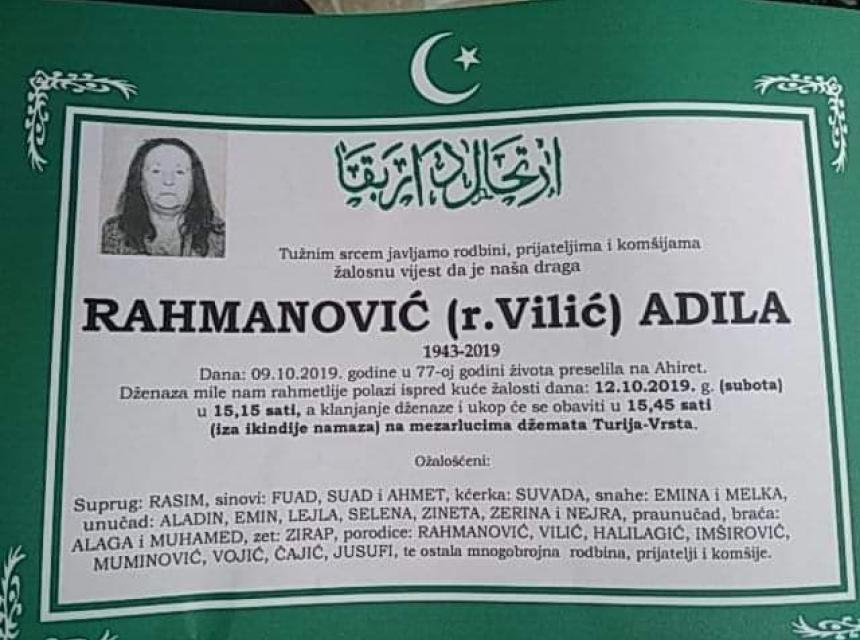 ارتحال دار بقا
Tužnim srcem javljamo rodbini, prijateljima i komšijama
žalosnu vijest da je naša draga
RAHMANOVIĆ (r.Vilić) ADILA
1943-2019
Dana: 09.10.2019. godine u 77-oj godini života preselila na Ahiret.
Dženaza mile nam rahmetlije polazi ispred kuće žalosti dana: 12.10.2019. g. (subota)
u 15,15 sati, a klanjanje dženaze i ukop će se obaviti u 15,45 sati
(iza ikindije namaza) na mezarlucima džemata Turija-Vrsta.
Ožalošćeni:
Suprug: RASIM, sinovi: FUAD, SUAD i AHMET, kćerka: SUVADA, snahe: EMINA i MELKA,
unučad: ALADIN, EMIN, LEJLA, SELENA, ZINETA, ZERINA i NEJRA, praunučad, braća:
ALAGA i MUHAMED, zet: ZIRAP, porodice: RAHMANOVIĆ, VILIĆ, HALILAGIĆ, IMŠIROVIĆ,
MUMINOVIĆ, VOJIĆ, ČAJIĆ, JUSUFI, te ostala mnogobrojna rodbina, prijatelji i komšije.